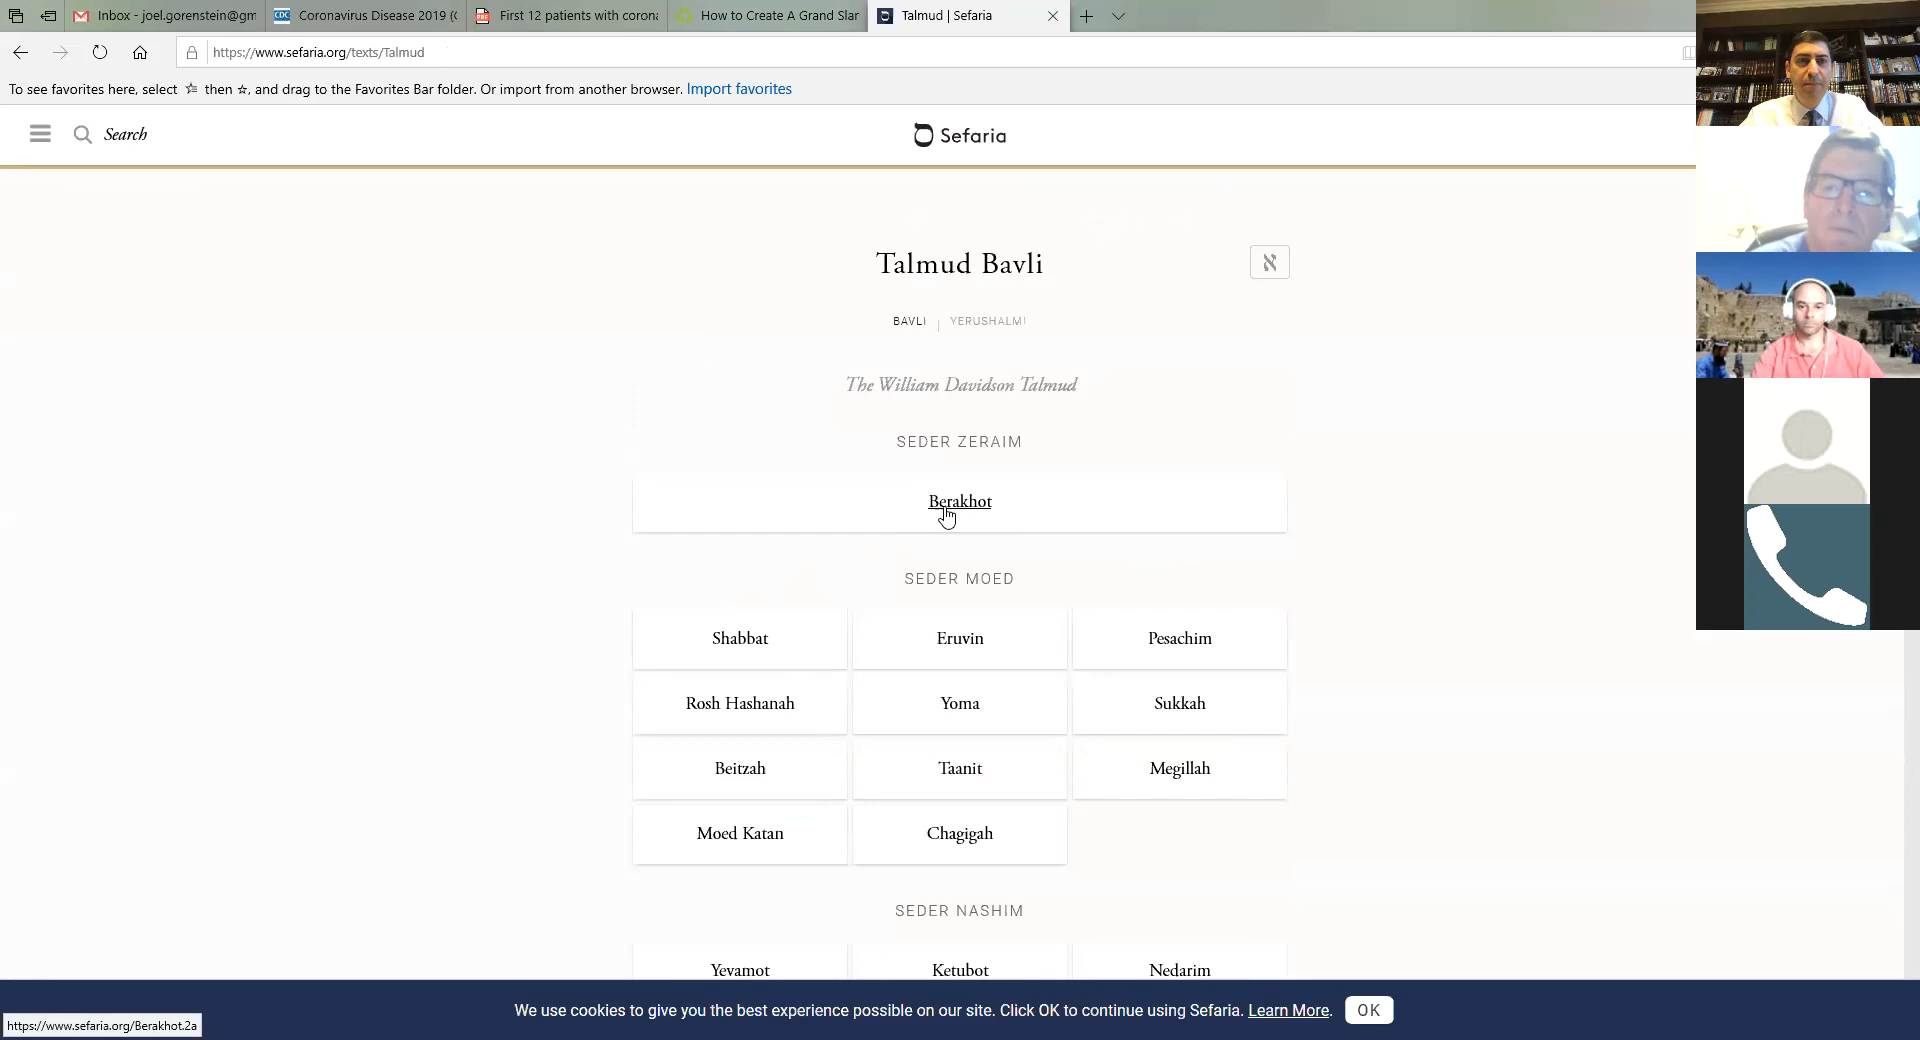 Inbox - joel.gorenstein@gm
CDC Coronavirus Disease 2019 (C
First 12 patients with corona
How to Create A Grand Slar
Talmud | Sefaria
https://www.sefaria.org/texts/Talmud
To see favorites here, select then ☆, and drag to the Favorites Bar folder. Or import from another browser. Import favorites
Search
Sefaria
Talmud Bavli
א
BAVLI | YERUSHALMI
The William Davidson Talmud
SEDER ZERAIM
Berakhot
SEDER MOED
Shabbat Eruvin Pesachim
Rosh Hashanah Yoma Sukkah
Beitzah Taanit Megillah
Moed Katan Chagigah
SEDER NASHIM
Yevamot Ketubot Nedarim
We use cookies to give you the best experience possible on our site. Click OK to continue using Sefaria. Learn More. OK
https://www.sefaria.org/Berakhot.2a